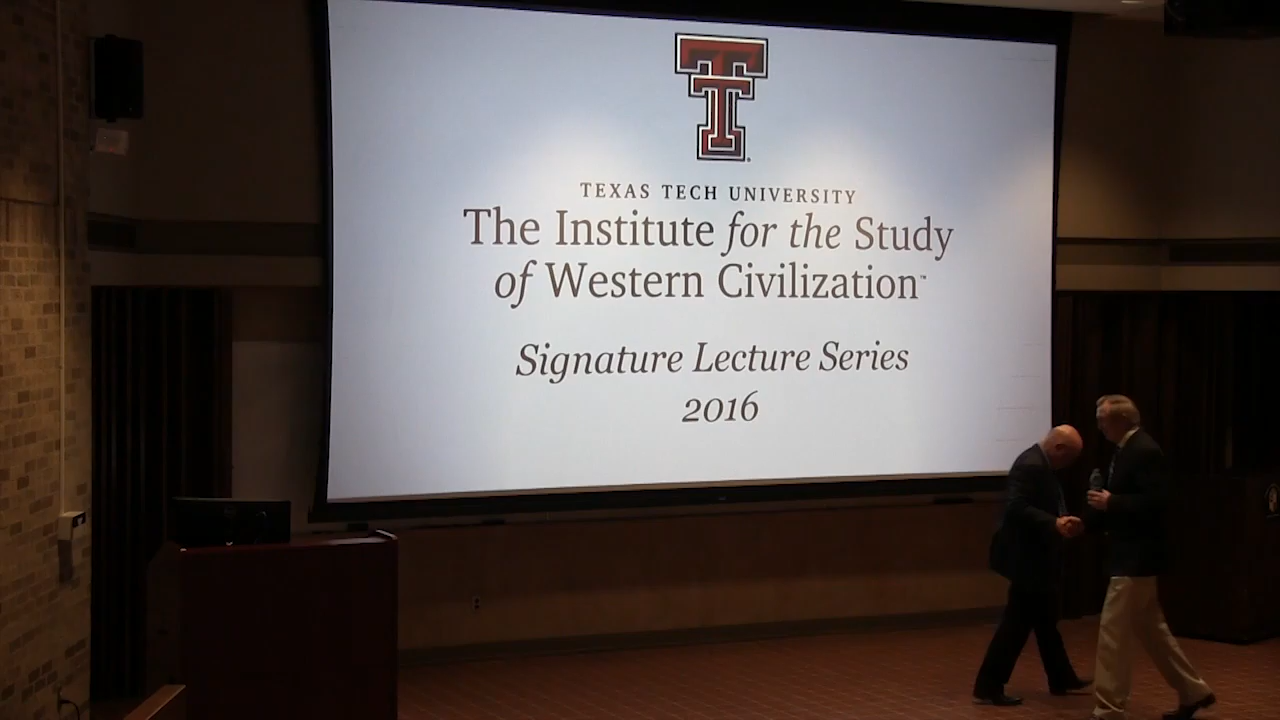 TEXAS TECH UNIVERSITY
The Institute for the Study
of Western Civilization™
Signature Lecture Series
2016